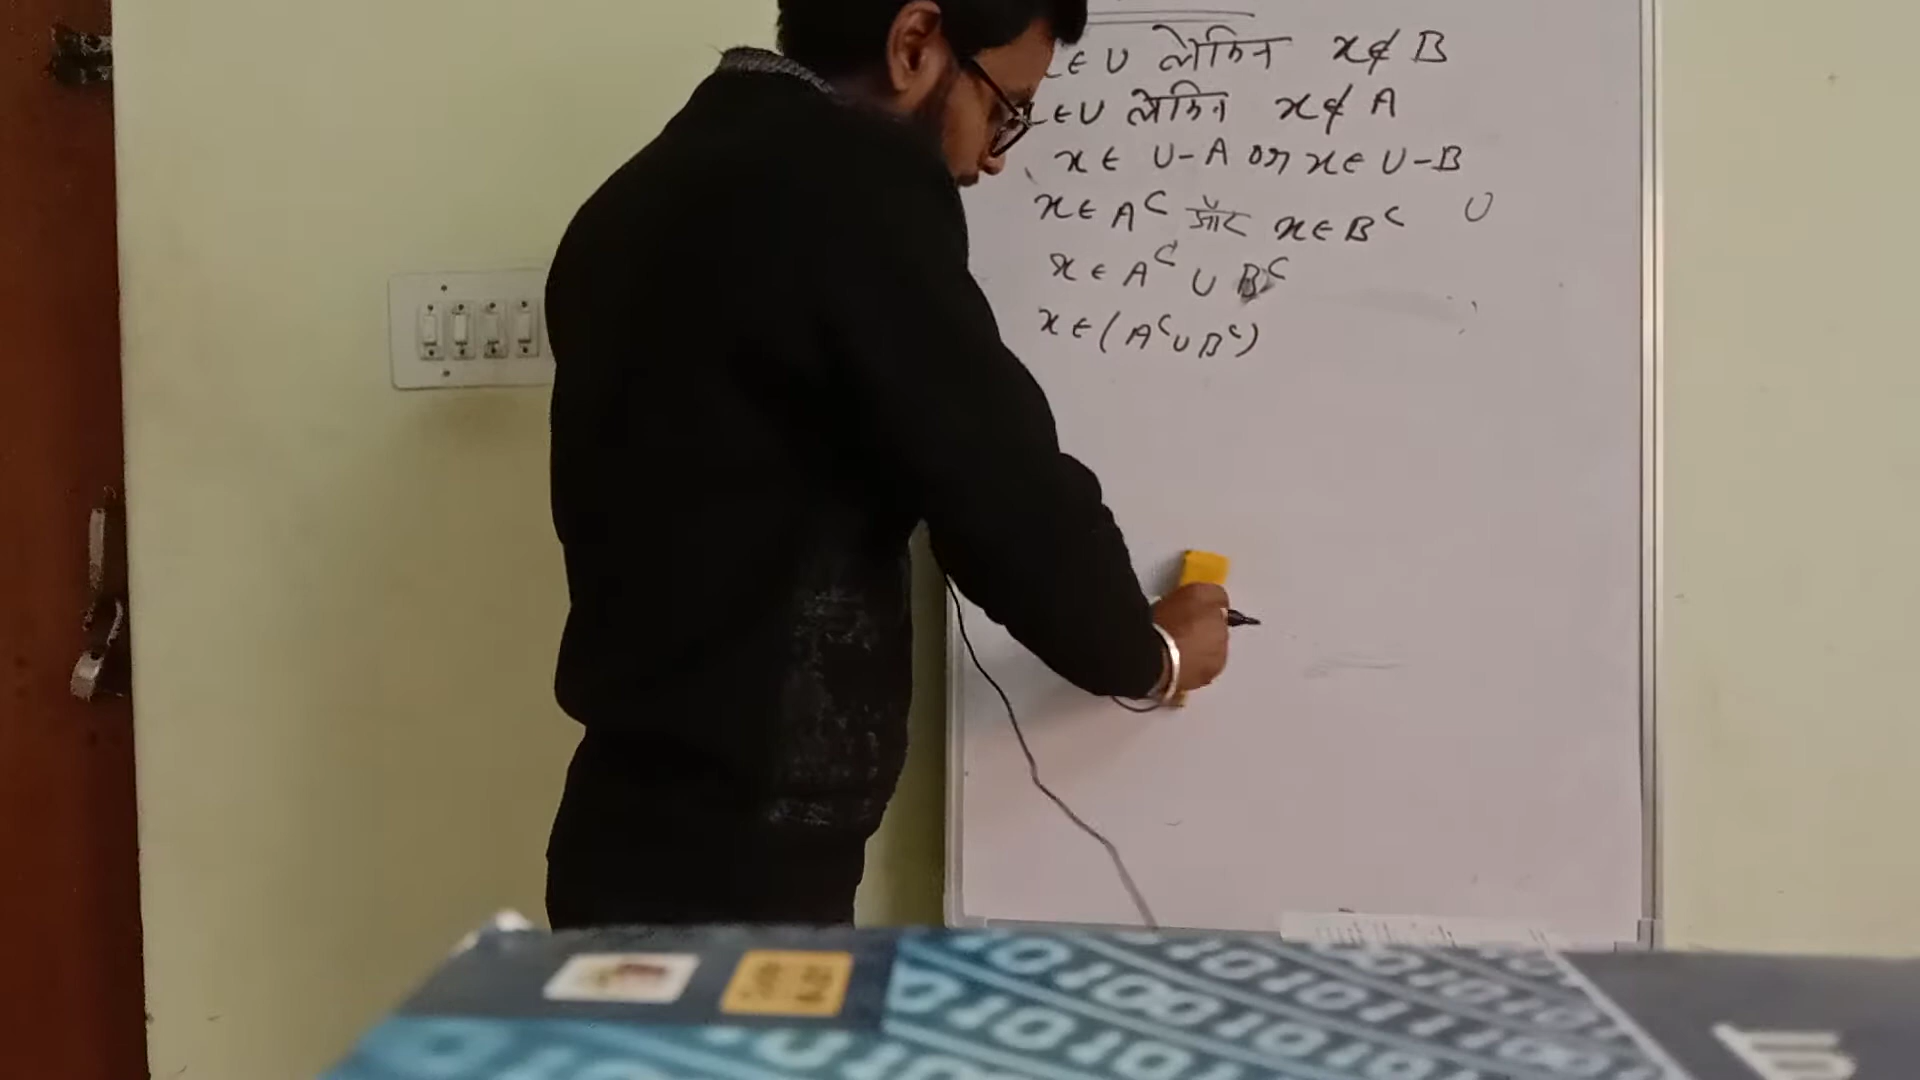 x∈U लेकिन x∉B
x∈U लेकिन x∉A
x∈ U-A or x∈ U-B
x∈A^C और x∈B^C U
x∈A^C ∪ B^C
x∈(A^C∪B^C)